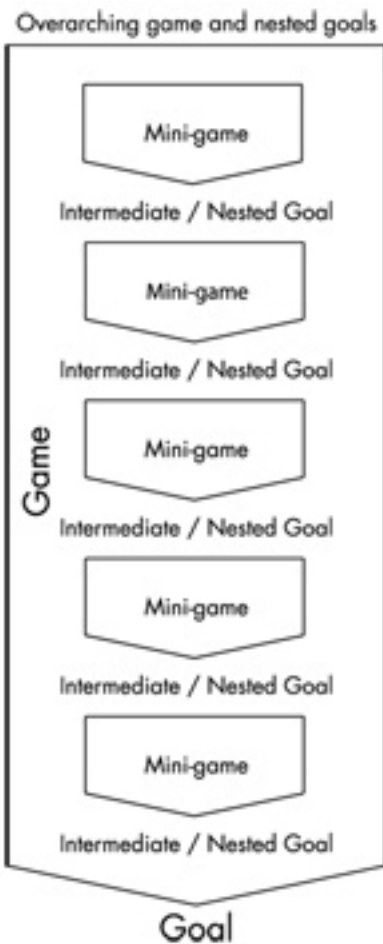 Overarching game and nested goals
Mini-game
Intermediate / Nested Goal
Mini-game
Intermediate / Nested Goal
Game
Mini-game
Intermediate / Nested Goal
Mini-game
Intermediate / Nested Goal
Mini-game
Intermediate / Nested Goal
Goal